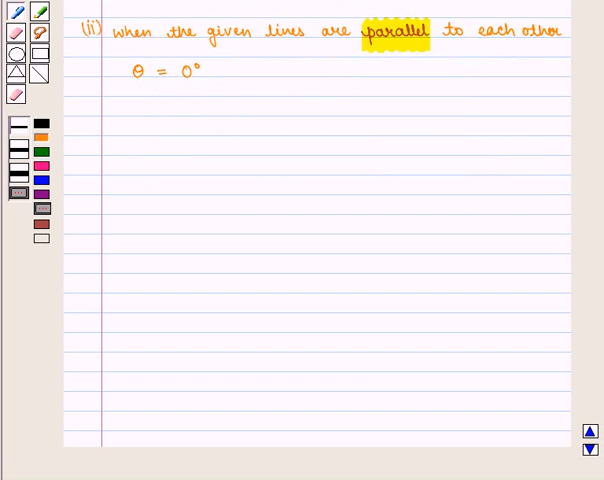 (ii) when the given lines are parallel to each other
θ = 0°